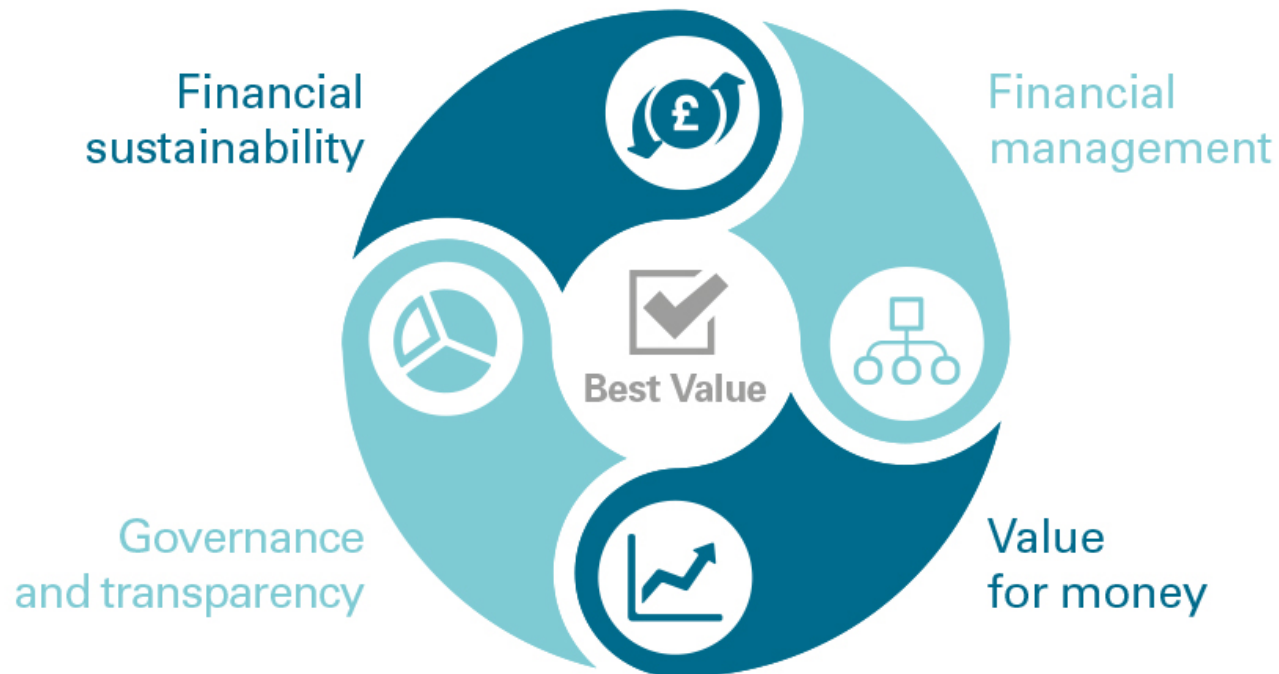 Financial
sustainability
Financial
management
£
Best Value
Governance
and transparency
Value
for money